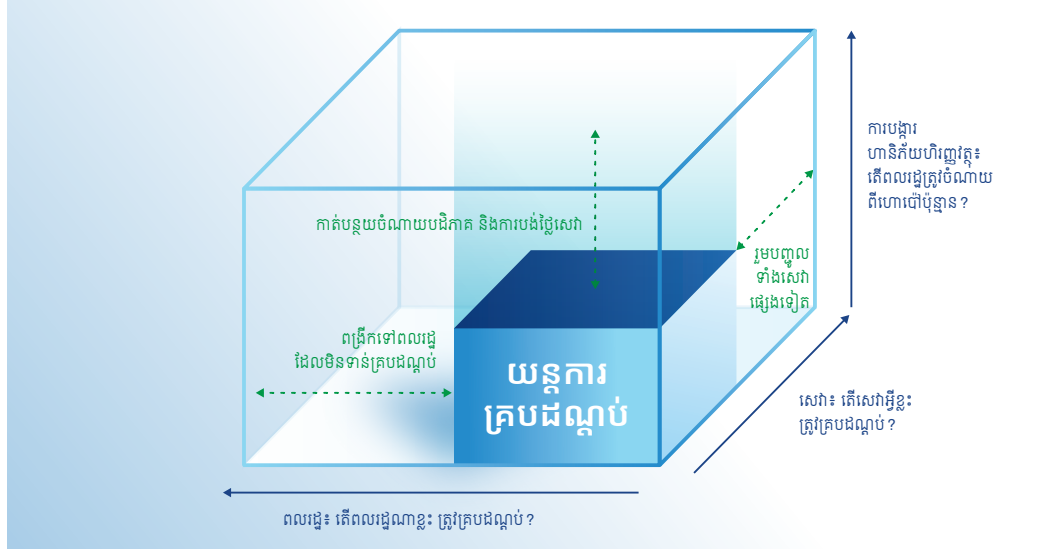 ការបង្ការ
ហានិភ័យហិរញ្ញវត្ថុ៖
តើពលរដ្ឋត្រូវចំណាយ
ពីហោប៉ៅប៉ុន្មាន?
កាត់បន្ថយចំណាយបដិភាគ និងការបង់ថ្លៃសេវា
រួមបញ្ចូល
ទាំងសេវា
ផ្សេងទៀត
ពង្រីកទៅពលរដ្ឋ
ដែលមិនទាន់គ្របដណ្តប់
យន្តការ
គ្របដណ្តប់
សេវា៖ តើសេវាអ្វីខ្លះ
ត្រូវគ្របដណ្តប់?
ពលរដ្ឋ៖ តើពលរដ្ឋណាខ្លះ ត្រូវគ្របដណ្តប់?